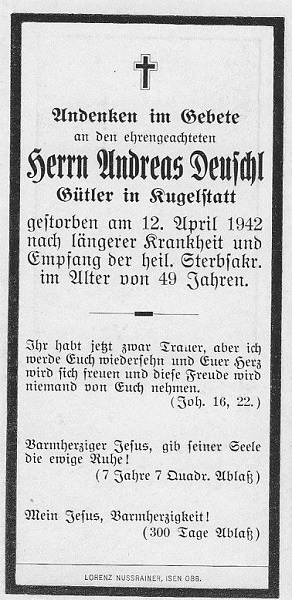 Andenken im Gebete
an den ehrengeachteten
Herrn Andreas Deuschl
Gütler in Kugelstatt
gestorben am 12. April 1942
nach längerer Krankheit und
Empfang der heil. Sterbsakr.
im Alter von 49 Jahren.
Ihr habt jetzt zwar Trauer, aber ich
werde Euch wiedersehn und Euer Herz
wird sich freuen und diese Freude wird
niemand von Euch nehmen.
(Joh. 16, 22.)
Barmherziger Jesus, gib seiner Seele
die ewige Ruhe!
(7 Jahre 7 Quadr. Ablaß)
Mein Jesus, Barmherzigkeit!
(300 Tage Ablaß)
LORENZ NUSSRAINER, ISEN OBB.